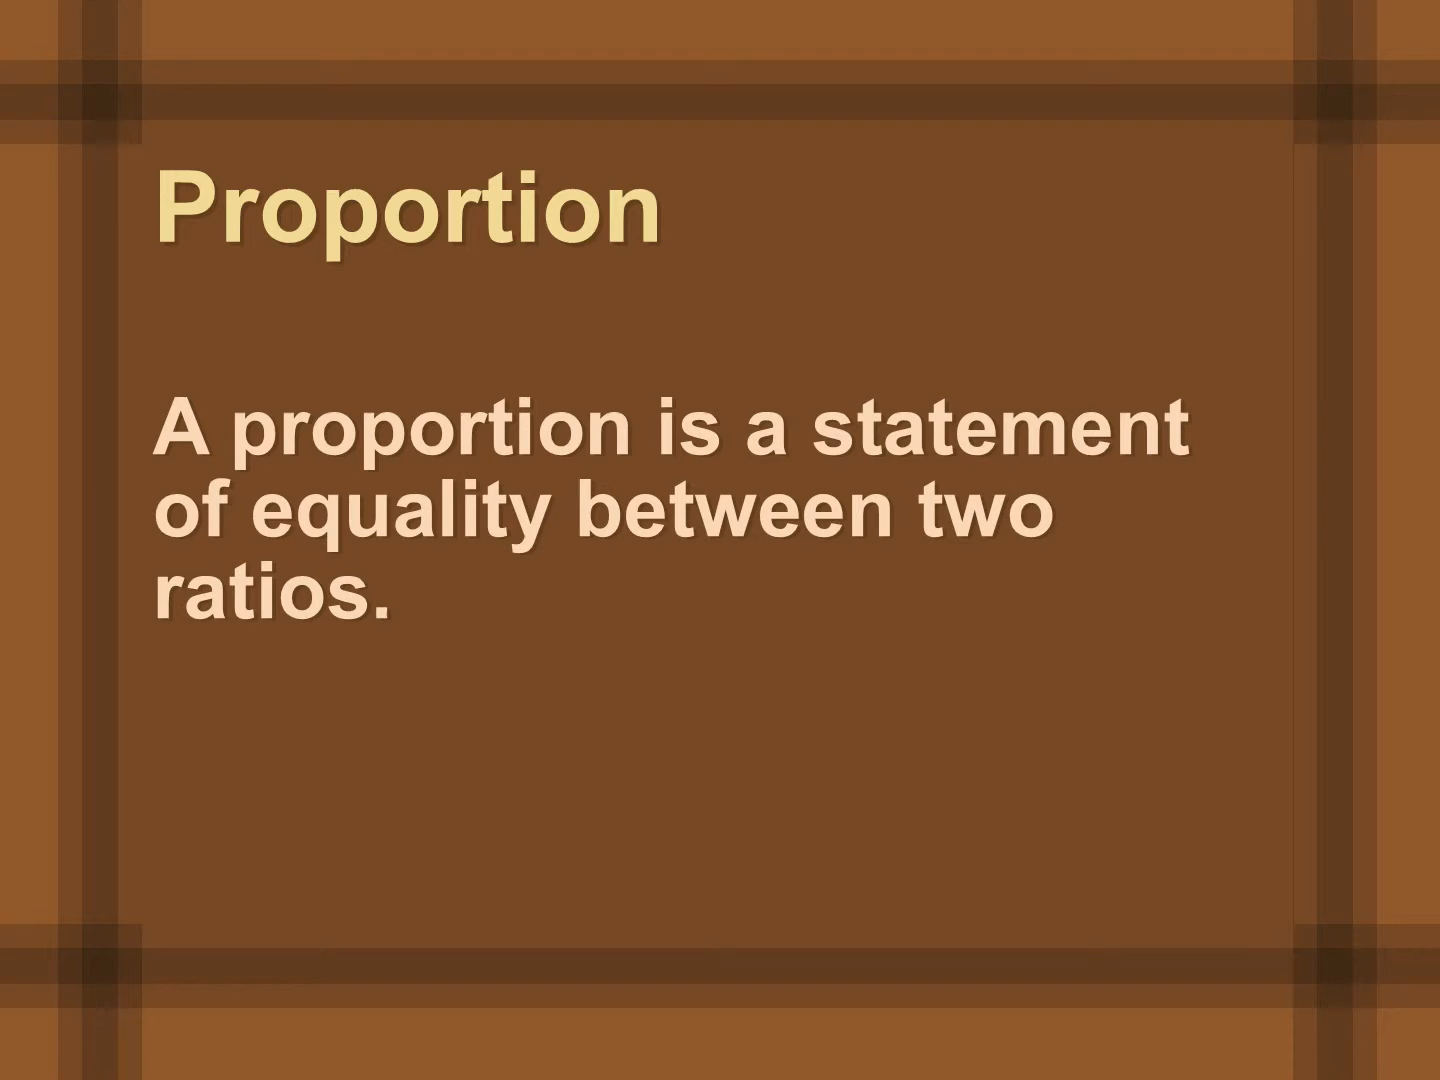 Proportion
A proportion is a statement
of equality between two
ratios.